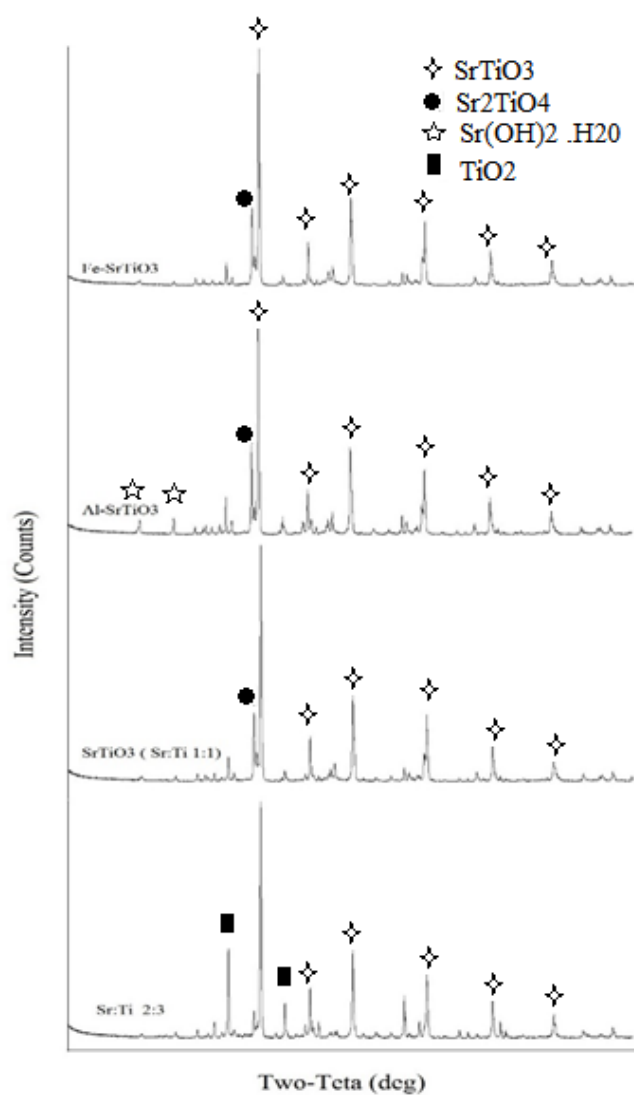 SrTiO3
Sr2TiO4
Sr(OH)2 .H20
TiO2
Fe-SrTiO3
Al-SrTiO3
SrTiO3 ( Sr:Ti 1:1)
Sr:Ti 2:3
Intensity (Counts)
Two-Teta (deg)